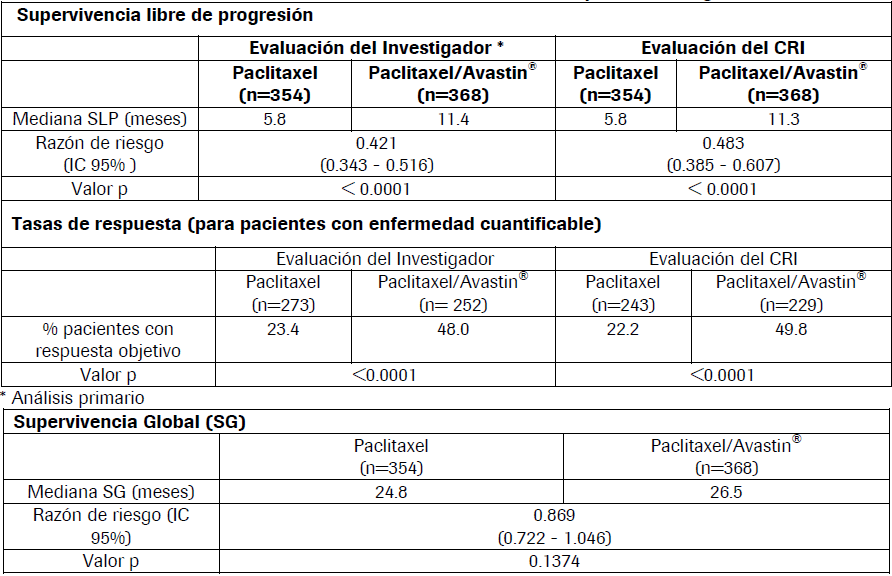 Supervivencia libre de progresión
Evaluación del Investigador * Evaluación del CRI
Paclitaxel (n=354) Paclitaxel/Avastin® (n=368) Paclitaxel (n=354) Paclitaxel/Avastin® (n=368)
Mediana SLP (meses) 5.8 11.4 5.8 11.3
Razón de riesgo (IC 95% ) 0.421 (0.343 - 0.516) 0.483 (0.385 - 0.607)
Valor p < 0.0001 < 0.0001
Tasas de respuesta (para pacientes con enfermedad cuantificable)
Evaluación del Investigador Evaluación del CRI
Paclitaxel (n=273) Paclitaxel/Avastin® (n= 252) Paclitaxel (n=243) Paclitaxel/Avastin® (n=229)
% pacientes con respuesta objetivo 23.4 48.0 22.2 49.8
Valor p <0.0001 <0.0001
* Análisis primario
Supervivencia Global (SG)
Paclitaxel (n=354) Paclitaxel/Avastin® (n=368)
Mediana SG (meses) 24.8 26.5
Razón de riesgo (IC 95%) 0.869 (0.722 - 1.046)
Valor p 0.1374